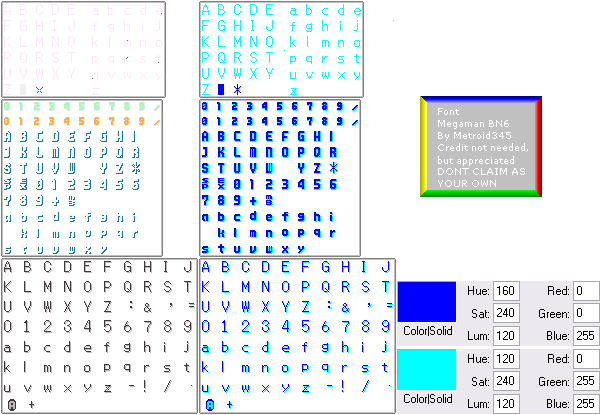 A B C D E a b c d e
F G H I J f g h i j
K L M N O k l m n o
P Q R S T p q r s t
U V W X Y u v w x y
Z * z
0 1 2 3 4 5 6 7 8 9 /
0 1 2 3 4 5 6 7 8 9 /
A B C D E F G H I
J K L M N O P Q R
S T U V W X Y Z *
0 1 2 3 4 5 6
7 8 9 +
a b c d e f g h i
k l m n o p q r
s t u v w x y
A B C D E F G H I J
K L M N O P Q R S T
U V W X Y Z : & ' =
0 1 2 3 4 5 6 7 8 9
a b c d e f g h i j
k l m n o p q r s t
u v w x y z - ! / ·
@ +
A B C D E a b c d e
F G H I J f g h i j
K L M N O k l m n o
P Q R S T p q r s t
U V W X Y u v w x y
Z * z
0 1 2 3 4 5 6 7 8 9 /
0 1 2 3 4 5 6 7 8 9 /
A B C D E F G H I
J K L M N O P Q R
S T U V W X Y Z *
0 1 2 3 4 5 6
7 8 9 +
a b c d e f g h i
k l m n o p q r
s t u v w x y
A B C D E F G H I J
K L M N O P Q R S T
U V W X Y Z : & ' =
0 1 2 3 4 5 6 7 8 9
a b c d e f g h i j
k l m n o p q r s t
u v w x y z - ! / ·
@ +
Font
Megaman BN6
By Metroid345
Credit not needed,
but appreciated
DONT CLAIM AS
YOUR OWN
Hue: 160 Red: 0
Sat: 240 Green: 0
Color|Solid Lum: 120 Blue: 255
Hue: 120 Red: 0
Sat: 240 Green: 255
Color|Solid Lum: 120 Blue: 255